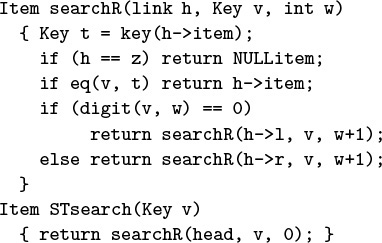 Item searchR(link h, Key v, int w)
  { Key t = key(h->item);
    if (h == z) return NULLitem;
    if eq(v, t) return h->item;
    if (digit(v, w) == 0)
         return searchR(h->l, v, w+1);
    else return searchR(h->r, v, w+1);
  }
Item STsearch(Key v)
  { return searchR(head, v, 0); }